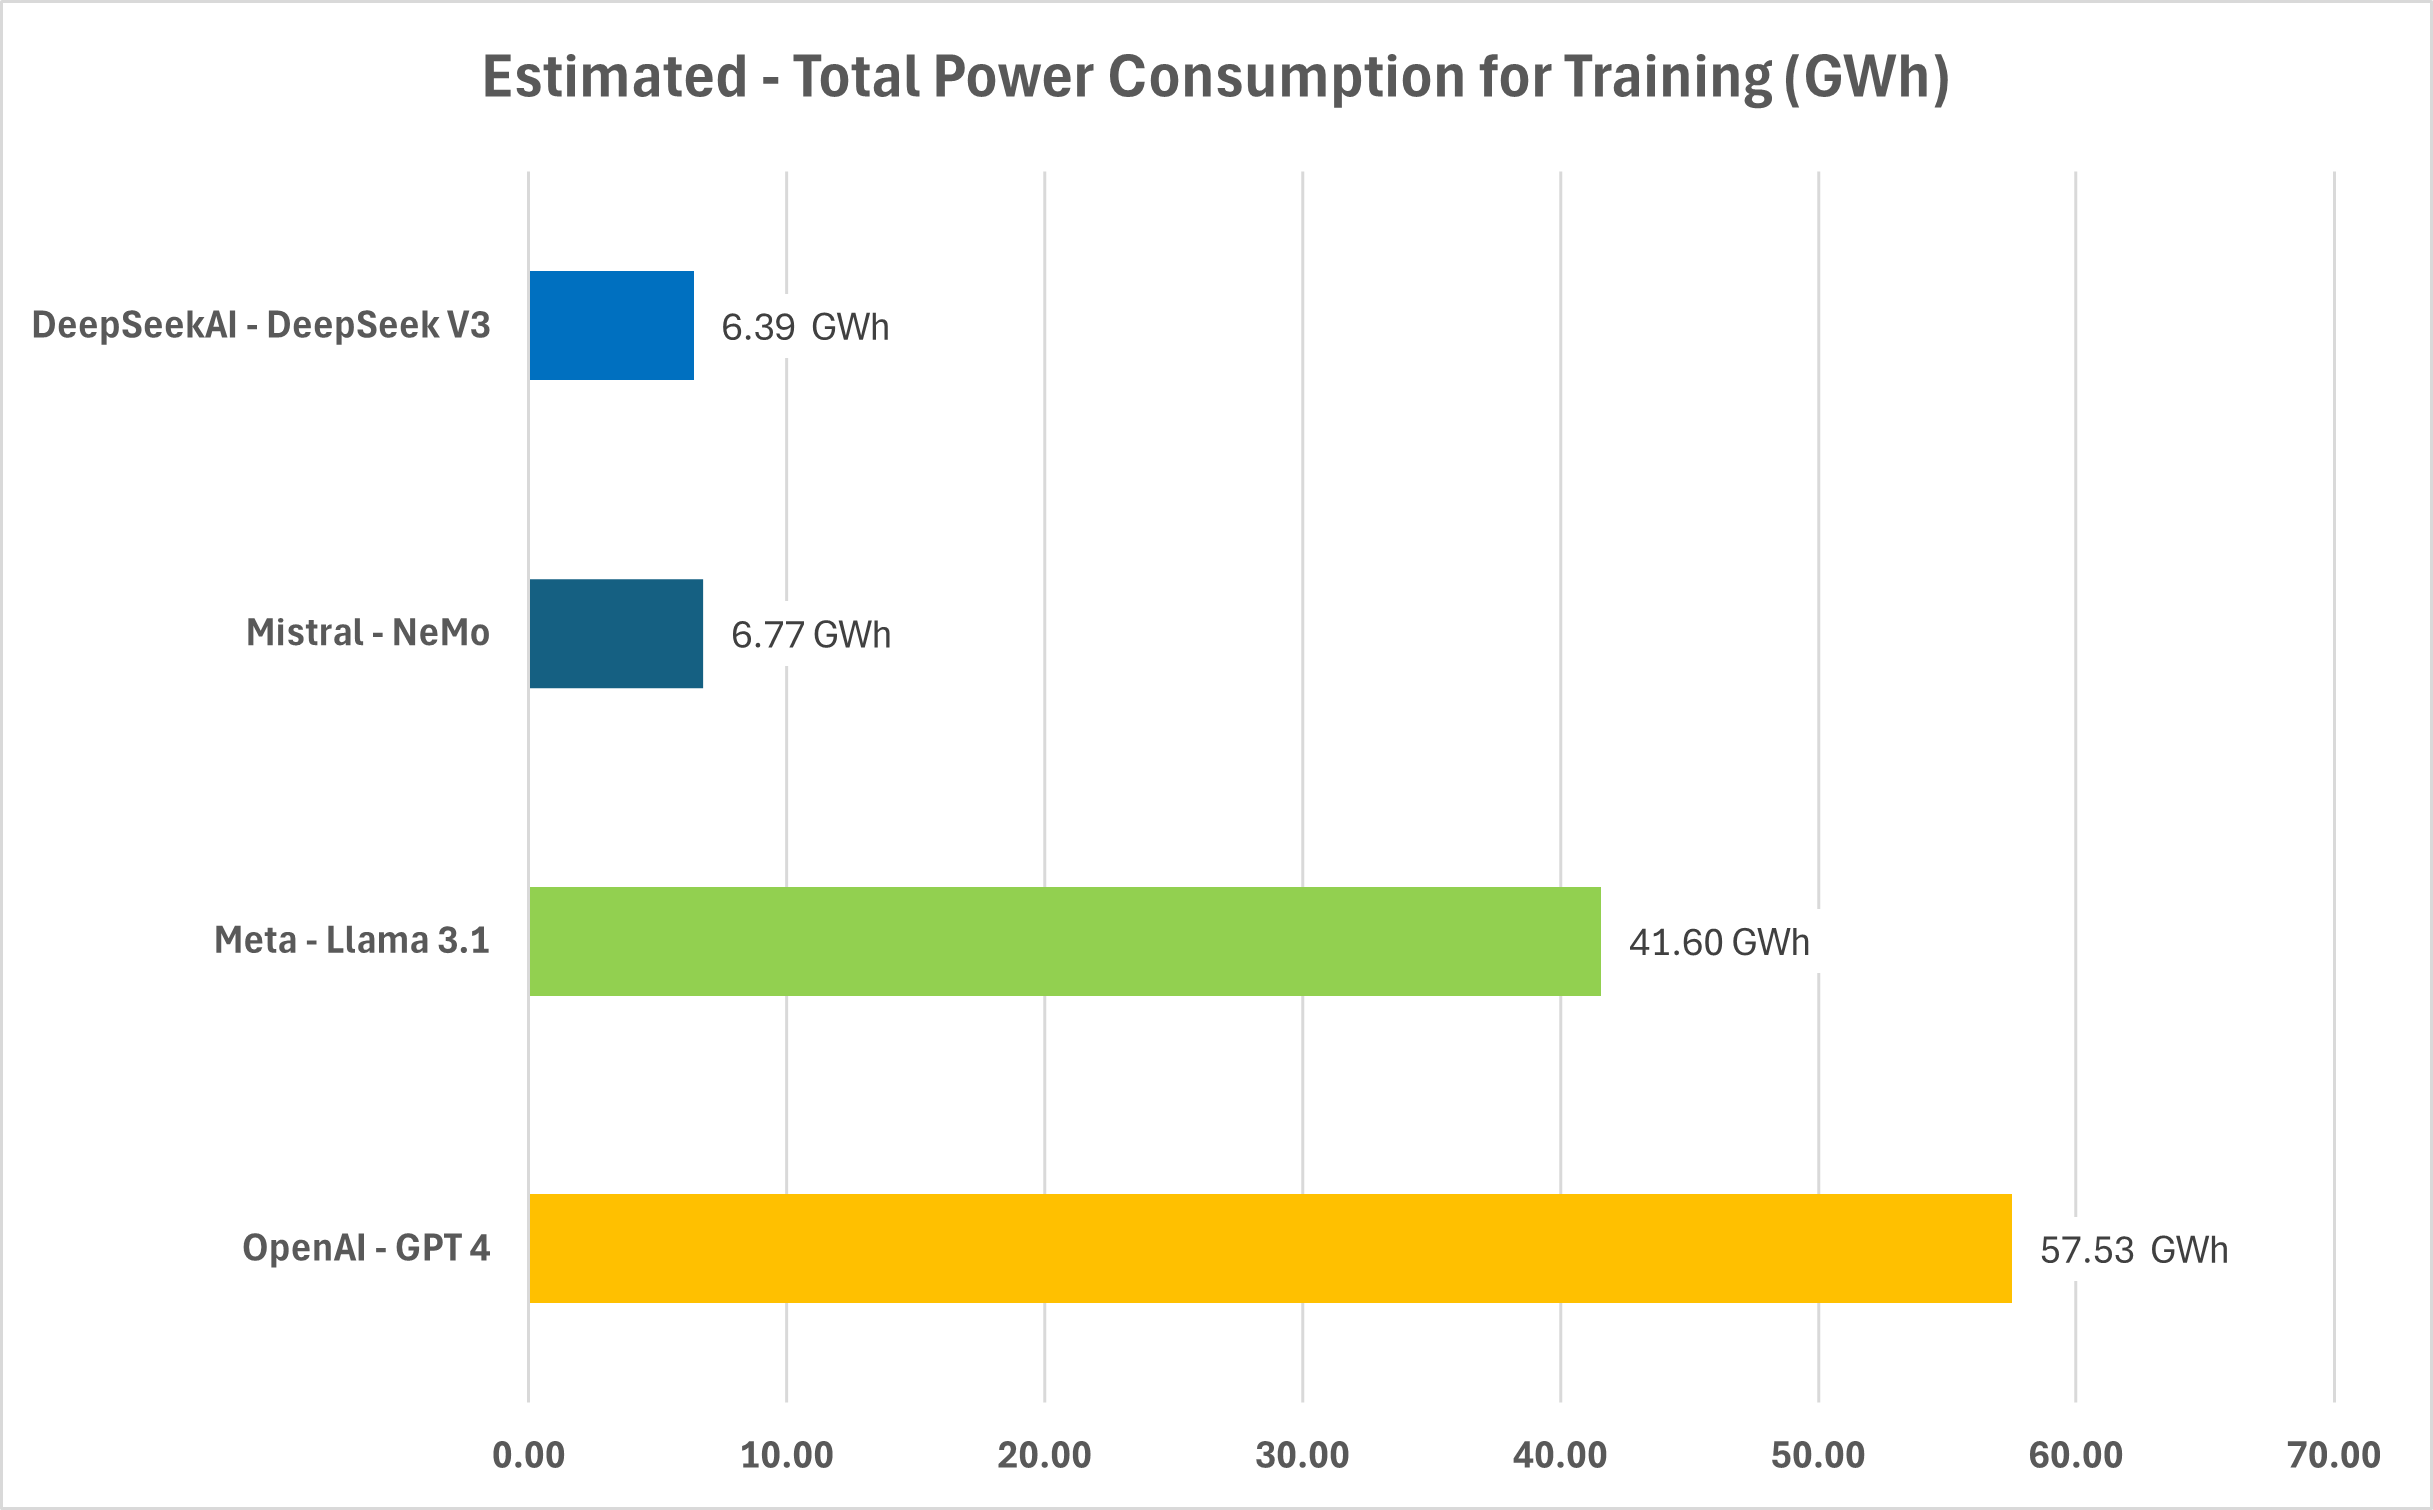 Estimated - Total Power Consumption for Training (GWh)
DeepSeekAI - DeepSeek V3
6.39 GWh
Mistral - NeMo
6.77 GWh
Meta - Llama 3.1
41.60 GWh
OpenAI - GPT 4
57.53 GWh
0.00 10.00 20.00 30.00 40.00 50.00 60.00 70.00